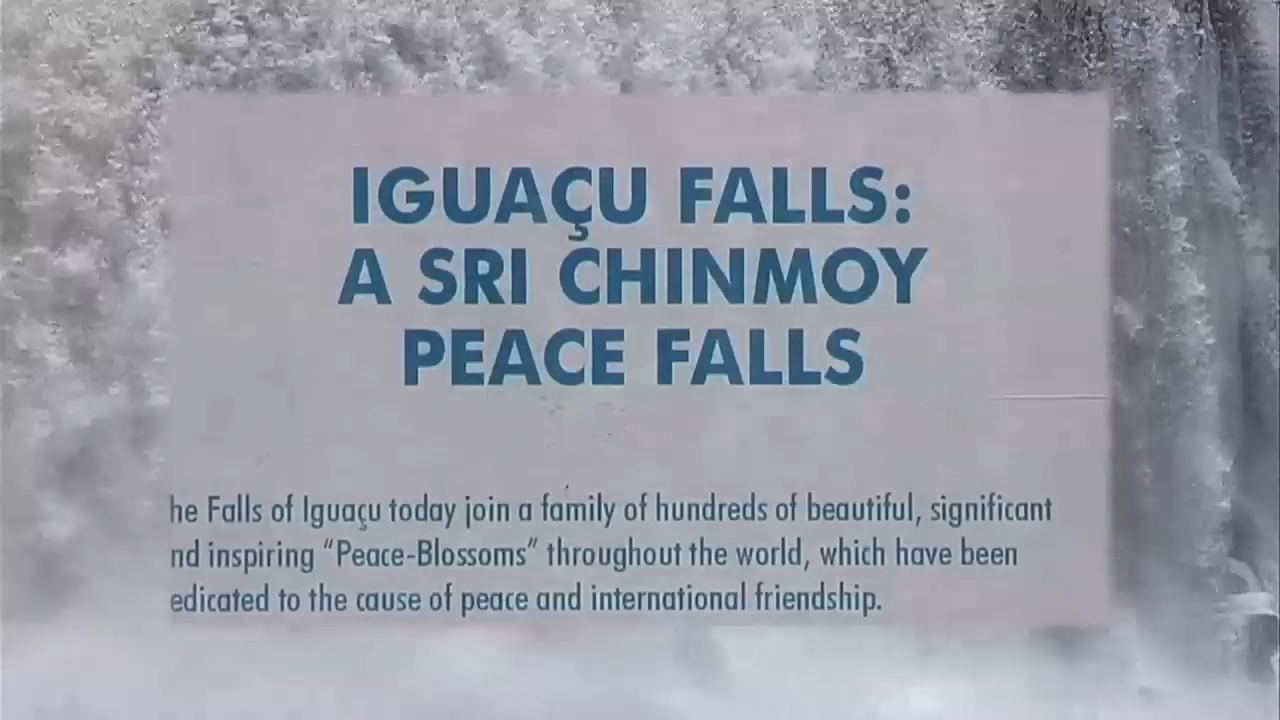 IGUAÇU FALLS:
A SRI CHINMOY
PEACE FALLS
he Falls of Iguaçu today join a family of hundreds of beautiful, significant
nd inspiring “Peace-Blossoms” throughout the world, which have been
edicated to the cause of peace and international friendship.